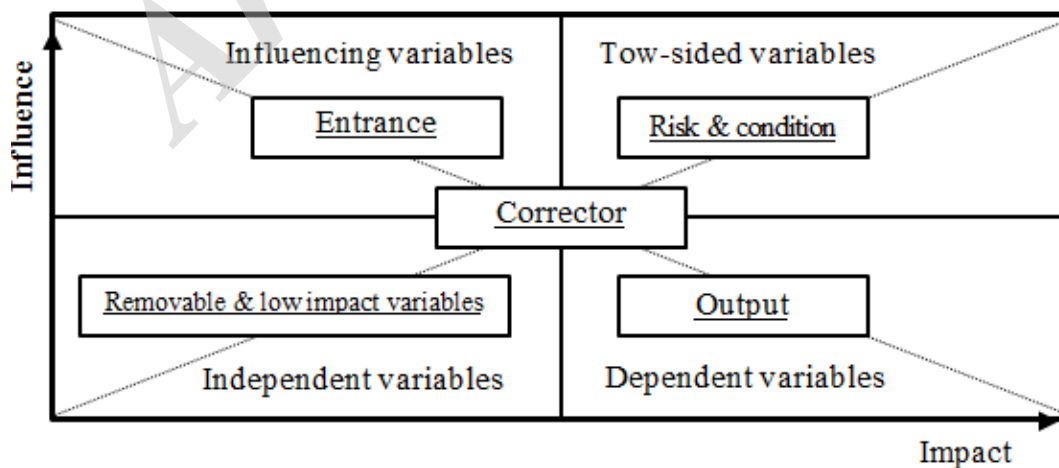 Influencing variables
Tow-sided variables
Entrance
Risk & condition
Influence
Corrector
Removable & low impact variables
Output
Independent variables
Dependent variables
Impact